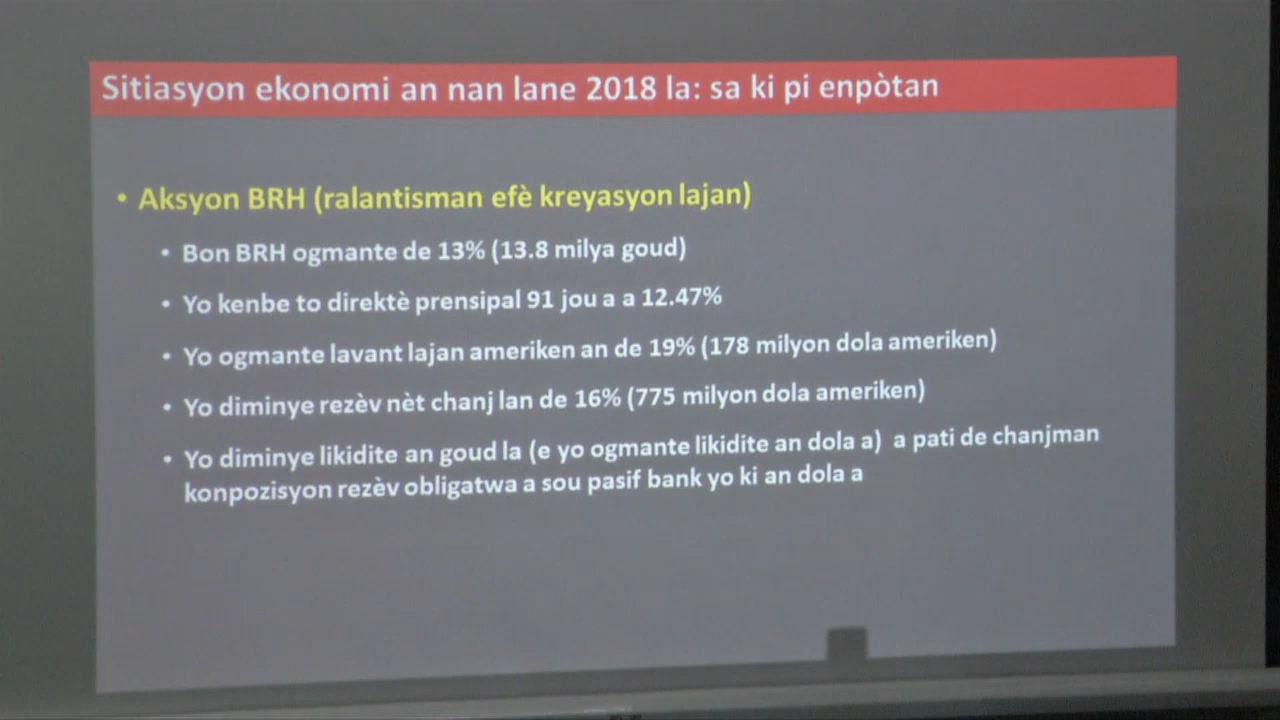 Sitiasyon ekonomi an nan lane 2018 la: sa ki pi enpòtan
• Aksyon BRH (ralantisman efè kreyasyon lajan)
• Bon BRH ogmante de 13% (13.8 milya goud)
• Yo kenbe to direktè prensipal 91 jou a a 12.47%
• Yo ogmante lavant lajan ameriken an de 19% (178 milyon dola ameriken)
• Yo diminye rezèv nèt chanj lan de 16% (775 milyon dola ameriken)
• Yo diminye likidite an goud la (e yo ogmante likidite an dola a) a pati de chanjman
konpozisyon rezèv obligatwa a sou pasif bank yo ki an dola a